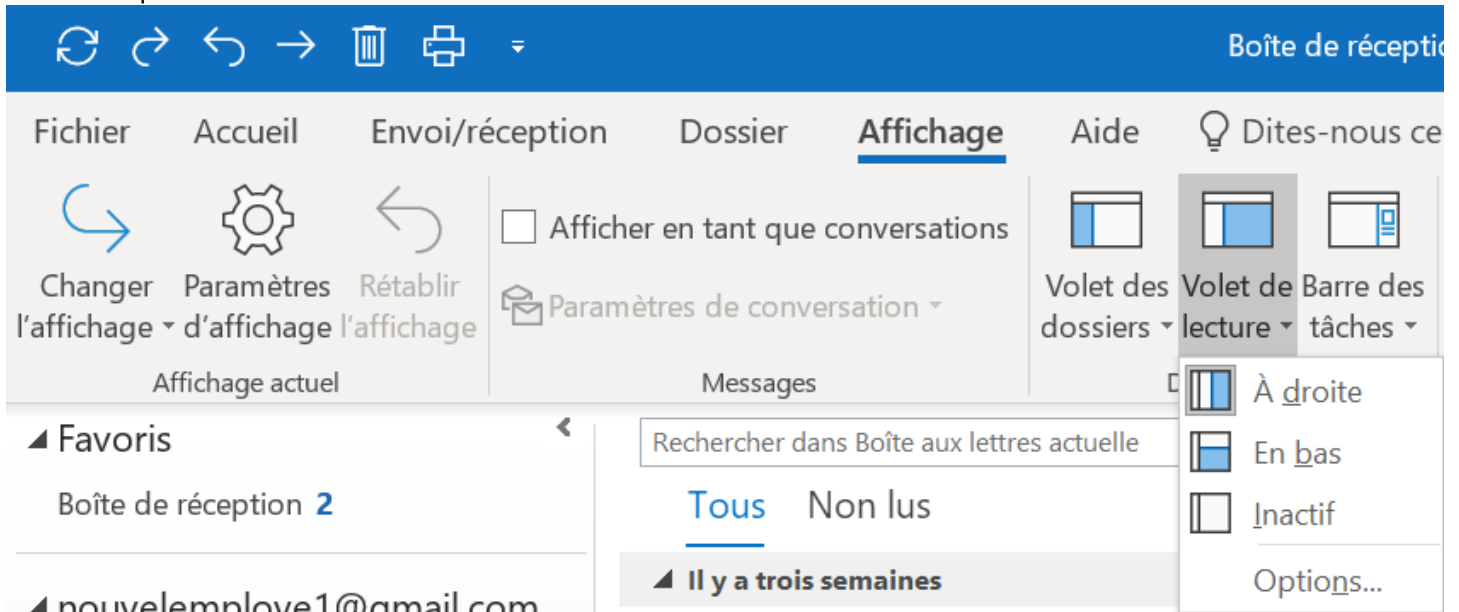 Boîte de réceptio
Fichier Accueil Envoi/réception Dossier Affichage Aide Dites-nous ce
Afficher en tant que conversations
Changer Paramètres Rétablir Volet des Volet de Barre des
l'affichage d'affichage l'affichage Paramètres de conversation dossiers lecture tâches
Affichage actuel Messages D
À droite
Favoris Rechercher dans Boîte aux lettres actuelle
En bas
Boîte de réception 2 Tous Non lus Inactif
Il y a trois semaines Options...
nouvelemploye1@gmail.com